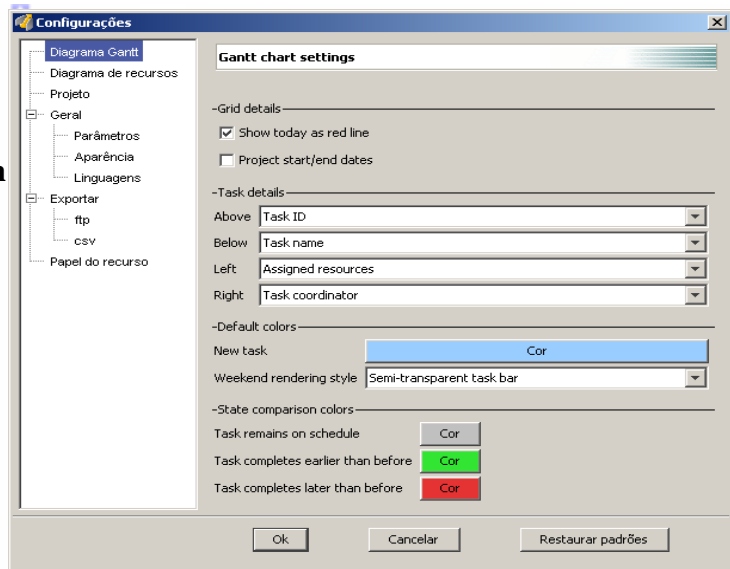 Configurações
Diagrama Gantt
Diagrama de recursos
Projeto
Geral
Parâmetros
Aparência
Linguagens
Exportar
ftp
csv
Papel do recurso
Gantt chart settings
Grid details
Show today as red line
Project start/end dates
Task details
Above Task ID
Below Task name
Left Assigned resources
Right Task coordinator
Default colors
New task Cor
Weekend rendering style Semi-transparent task bar
State comparison colors
Task remains on schedule Cor
Task completes earlier than before Cor
Task completes later than before Cor
Ok Cancelar Restaurar padrões